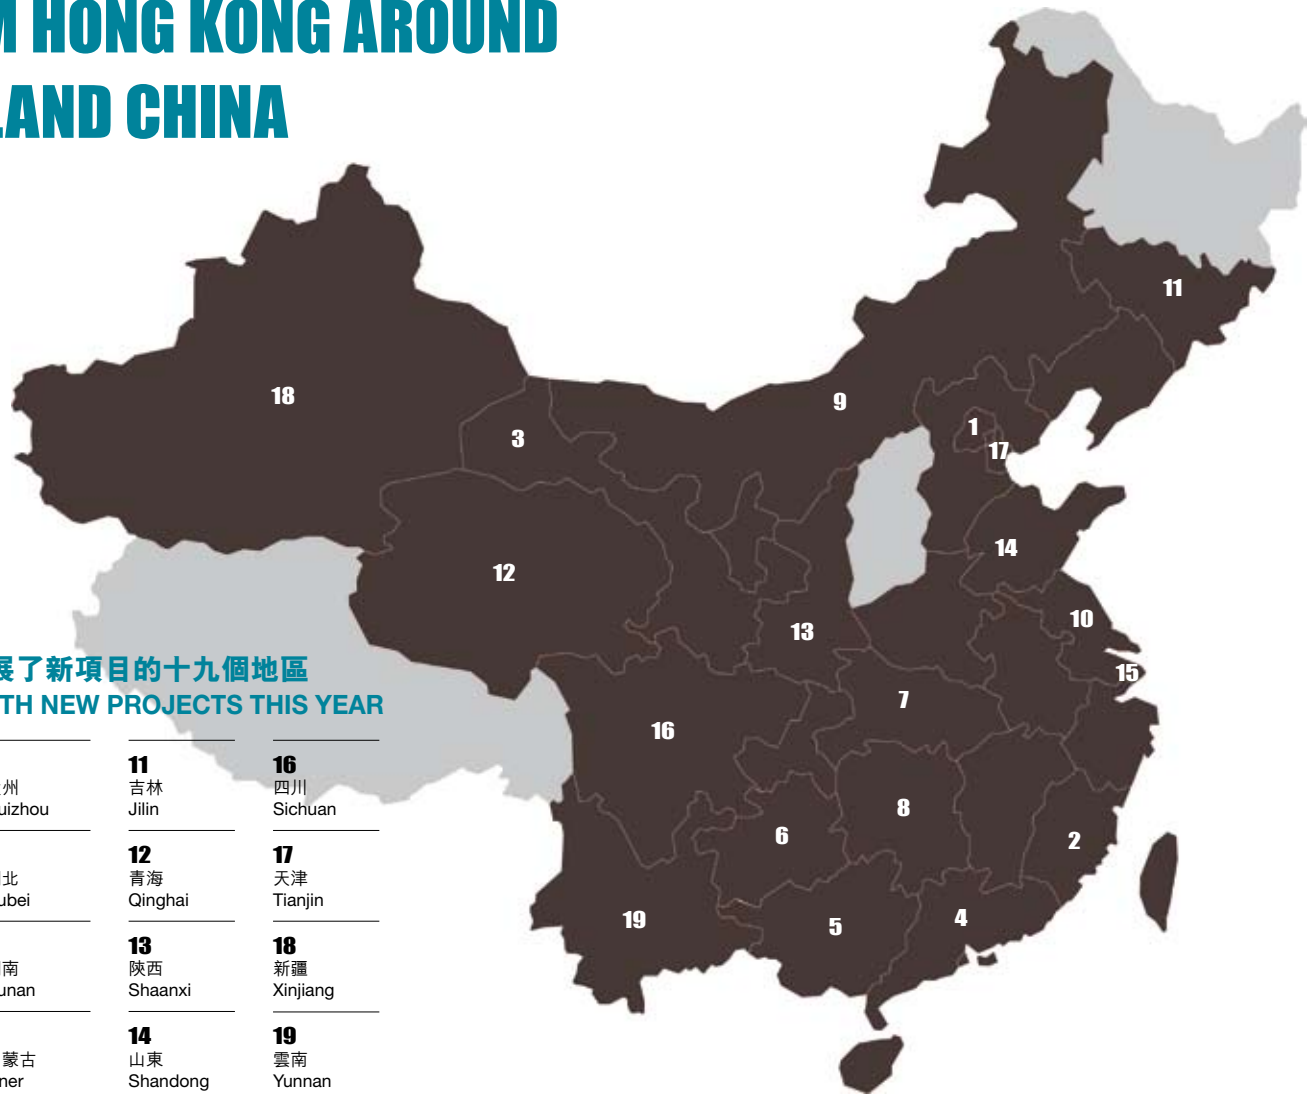 M HONG KONG AROUND
LAND CHINA
展了新項目的十九個地區
TH NEW PROJECTS THIS YEAR
州
uizhou
北
ubei
南
unan
蒙古
ner
11
吉林
Jilin
12
青海
Qinghai
13
陝西
Shaanxi
14
山東
Shandong
16
四川
Sichuan
17
天津
Tianjin
18
新疆
Xinjiang
19
雲南
Yunnan
11
18
9
3
1
17
14
12
10
13
15
7
16
8
6
2
19
5
4